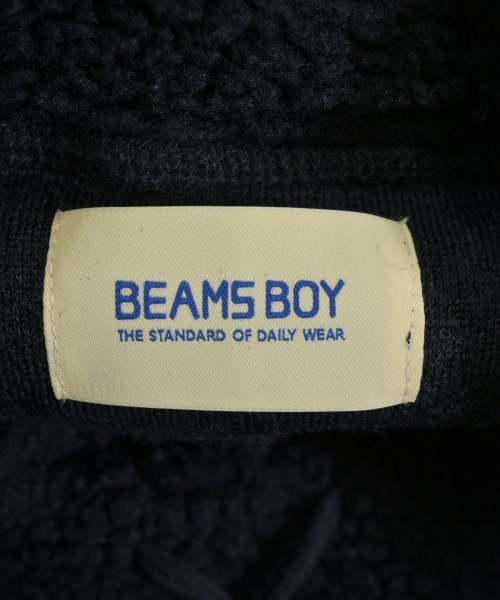 BEAMS BOY
THE STANDARD OF DAILY WEAR